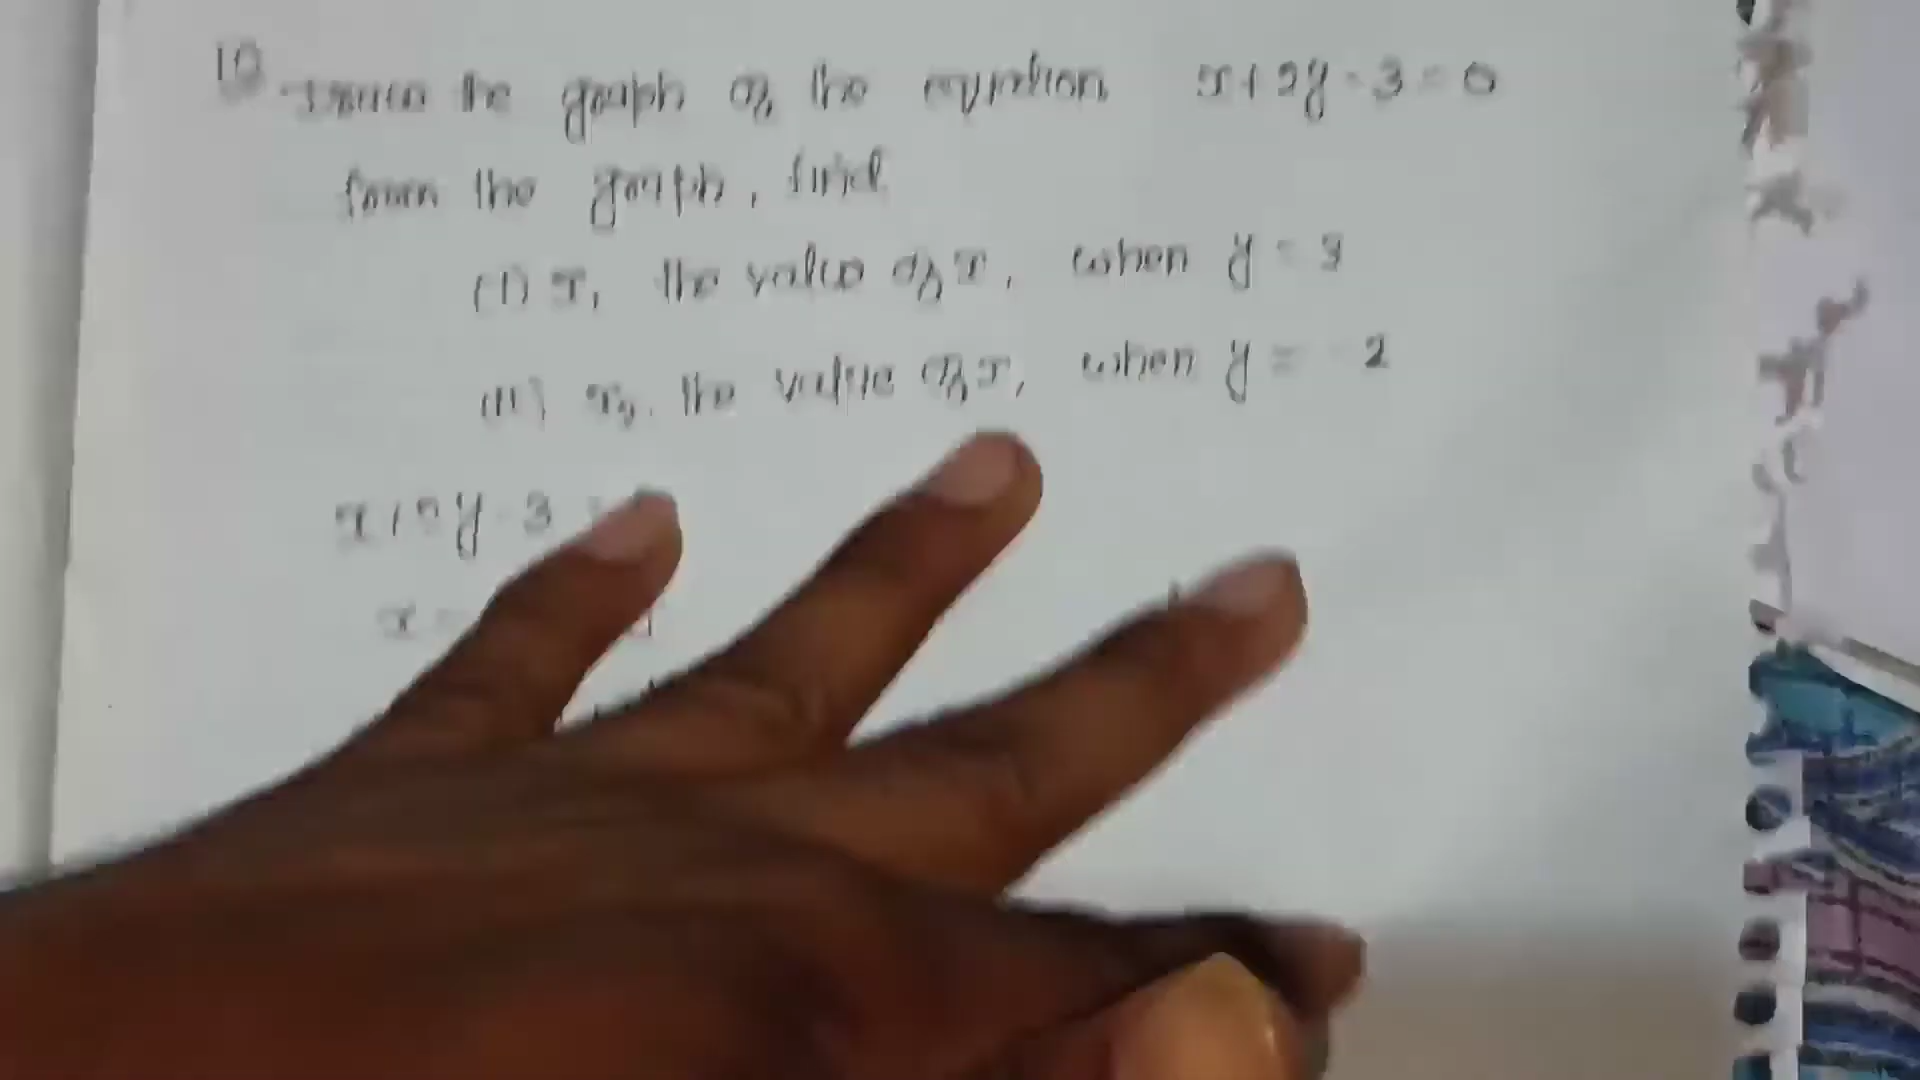 10 Draw the graph of the equation x + 2y - 3 = 0
from the graph, find
(i) x, the value of x, when y =
(ii) x₂, the value of x, when y = -2
x + 2y - 3 =
x =